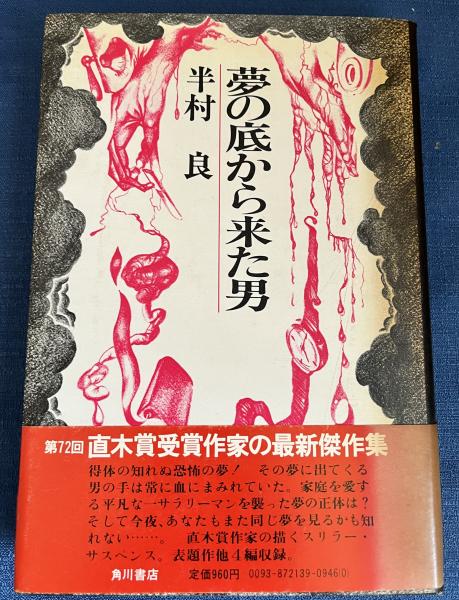 夢の底から来た男
半村 良
第72回 直木賞受賞作家の最新傑作集
得体の知れぬ恐怖の夢! その夢に出てくる
男の手は常に血にまみれていた。家庭を愛す
る平凡な一サラリーマンを襲った夢の正体は?
そして今夜、あなたもまた同じ夢を見るかも知
れない……。 直木賞作家の描くスリラー・
サスペンス。表題作他4編収録。
角川書店 定価960円 0093-872139-0946(0)